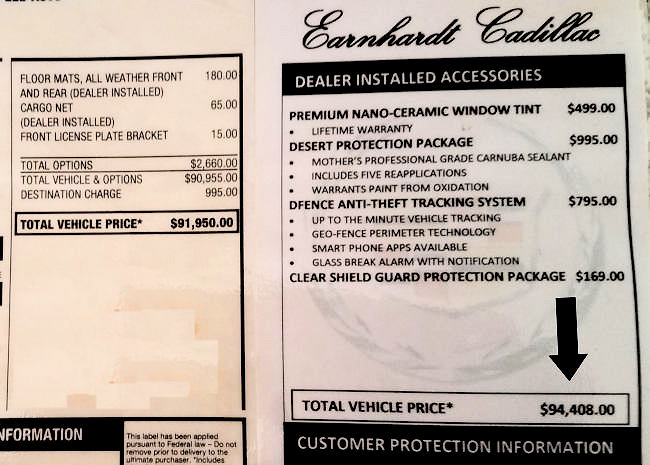 FLOOR MATS, ALL WEATHER FRONT 180.00
AND REAR (DEALER INSTALLED)
CARGO NET 65.00
(DEALER INSTALLED)
FRONT LICENSE PLATE BRACKET 15.00
TOTAL OPTIONS $2,660.00
TOTAL VEHICLE & OPTIONS $90,955.00
DESTINATION CHARGE 995.00
TOTAL VEHICLE PRICE* $91,950.00
NFORMATION
This label has been applied
pursuant to Federal law – Do not
remove prior to delivery to the
ultimate purchaser. *Includes
Earnhardt Cadillac
DEALER INSTALLED ACCESSORIES
PREMIUM NANO-CERAMIC WINDOW TINT $499.00
• LIFETIME WARRANTY
DESERT PROTECTION PACKAGE $995.00
• MOTHER'S PROFESSIONAL GRADE CARNUBA SEALANT
• INCLUDES FIVE REAPPLICATIONS
• WARRANTS PAINT FROM OXIDATION
DFENCE ANTI-THEFT TRACKING SYSTEM $795.00
• UP TO THE MINUTE VEHICLE TRACKING
• GEO-FENCE PERIMETER TECHNOLOGY
• SMART PHONE APPS AVAILABLE
• GLASS BREAK ALARM WITH NOTIFICATION
CLEAR SHIELD GUARD PROTECTION PACKAGE $169.00
TOTAL VEHICLE PRICE* $94,408.00
CUSTOMER PROTECTION INFORMATION